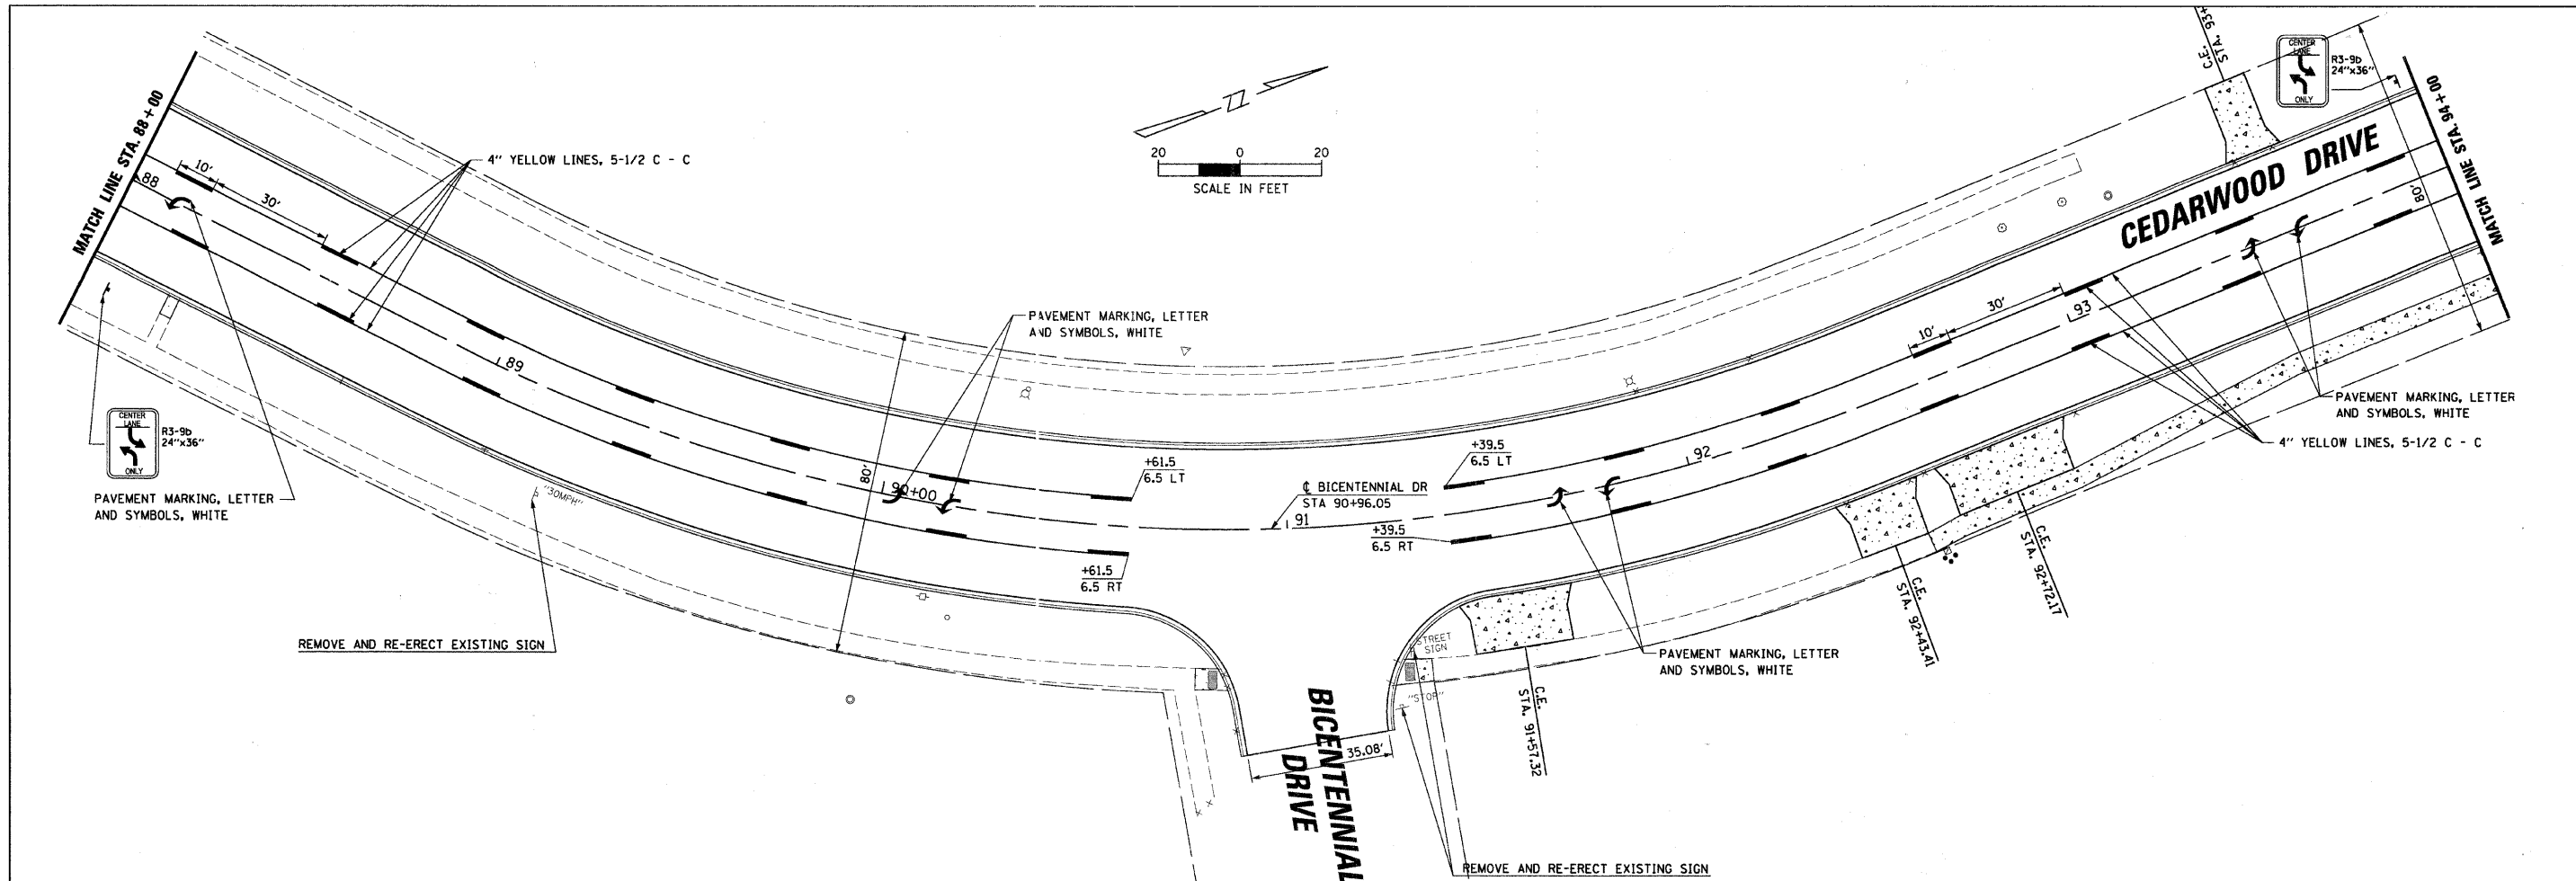 MATCH LINE STA. 88+00
88
10'
30'
4" YELLOW LINES, 5-1/2 C - C
89
CENTER
LANE
ONLY
R3-9b
24"x36"
PAVEMENT MARKING, LETTER
AND SYMBOLS, WHITE
"30MPH"
REMOVE AND RE-ERECT EXISTING SIGN
80'
90+00
PAVEMENT MARKING, LETTER
AND SYMBOLS, WHITE
+61.5
6.5 LT
+61.5
6.5 RT
20 0 20
SCALE IN FEET
℄ BICENTENNIAL DR
STA 90+96.05
91
+39.5
6.5 LT
+39.5
6.5 RT
92
STREET
SIGN
"STOP"
35.08'
BICENTENNIAL
DRIVE
REMOVE AND RE-ERECT EXISTING SIGN
C.E.
STA. 91+57.32
PAVEMENT MARKING, LETTER
AND SYMBOLS, WHITE
C.E.
STA. 92+43.41
C.E.
STA. 92+72.17
10'
30'
93
C.E.
STA. 93+
CEDARWOOD DRIVE
CENTER
LANE
ONLY
R3-9b
24"x36"
80'
MATCH LINE STA. 94+00
PAVEMENT MARKING, LETTER
AND SYMBOLS, WHITE
4" YELLOW LINES, 5-1/2 C - C